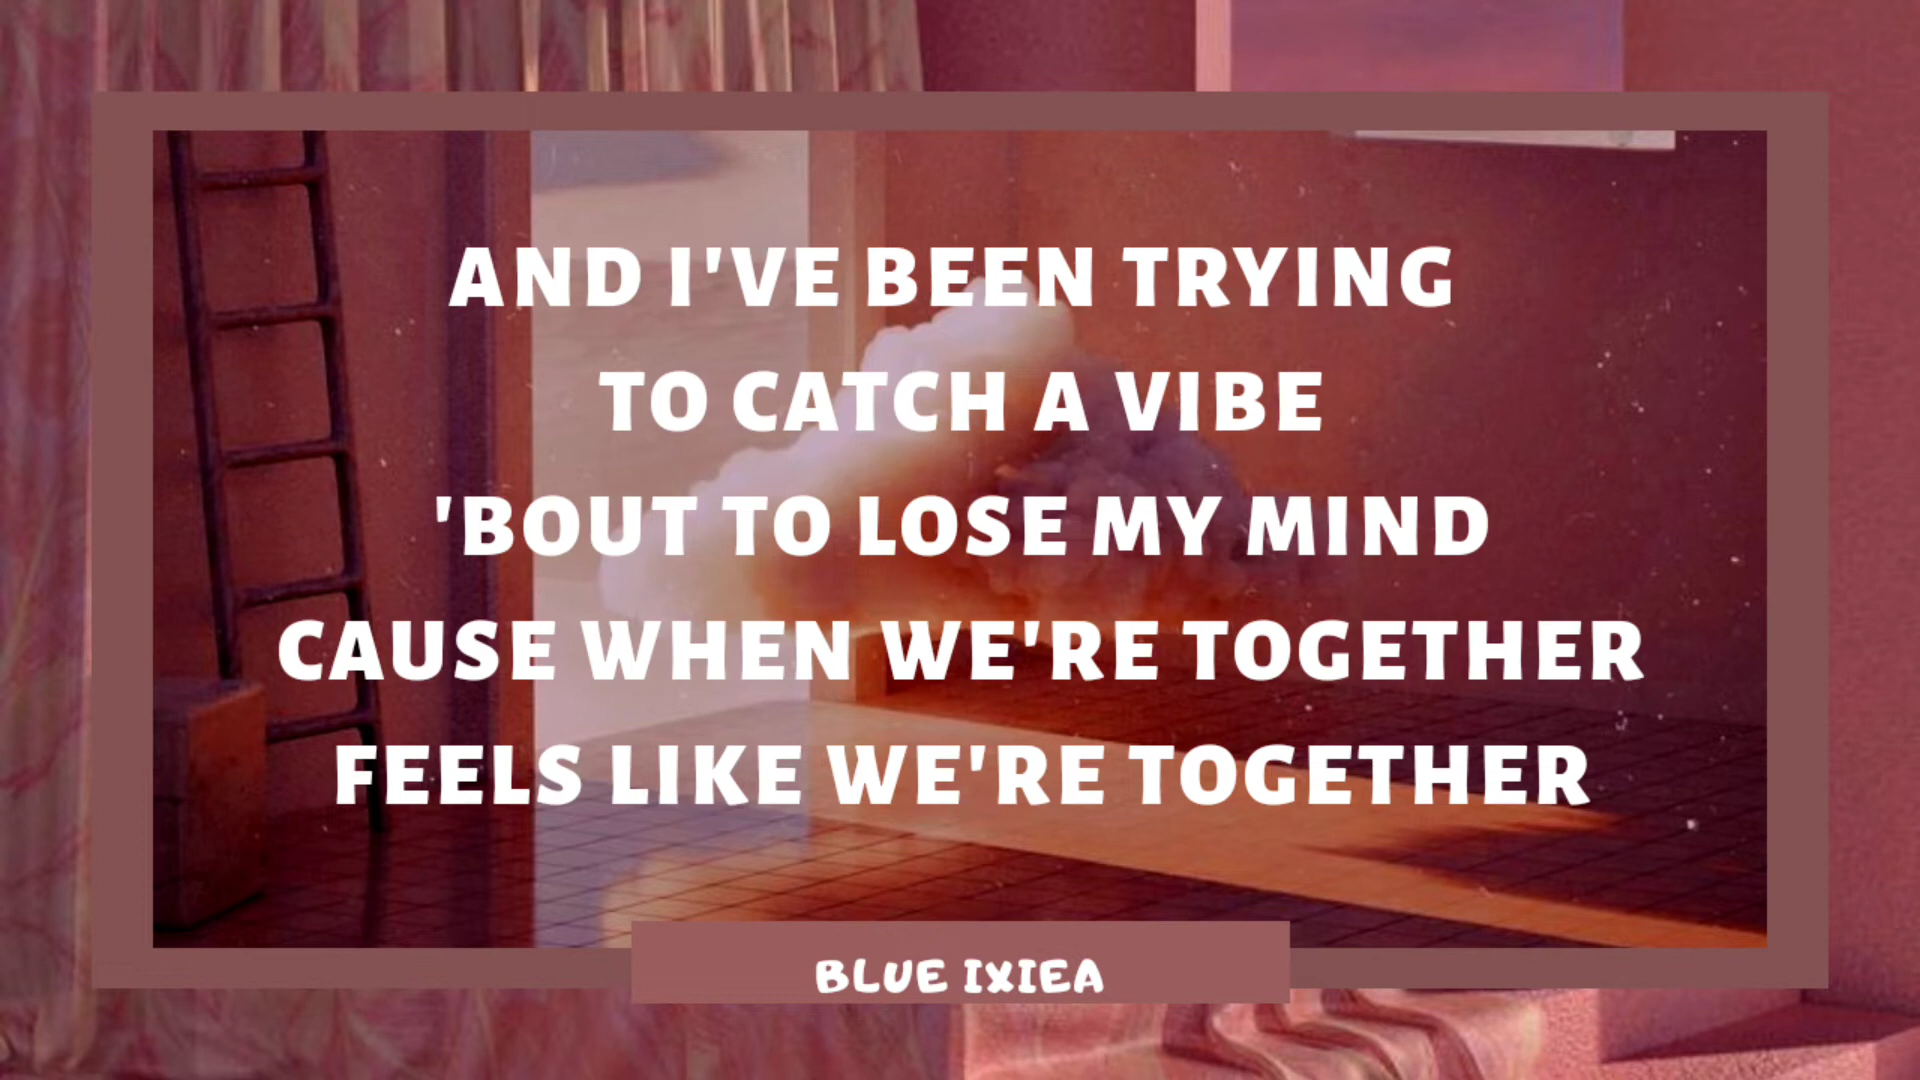 AND I'VE BEEN TRYING
TO CATCH A VIBE
'BOUT TO LOSE MY MIND
CAUSE WHEN WE'RE TOGETHER
FEELS LIKE WE'RE TOGETHER
BLUE IXIEA